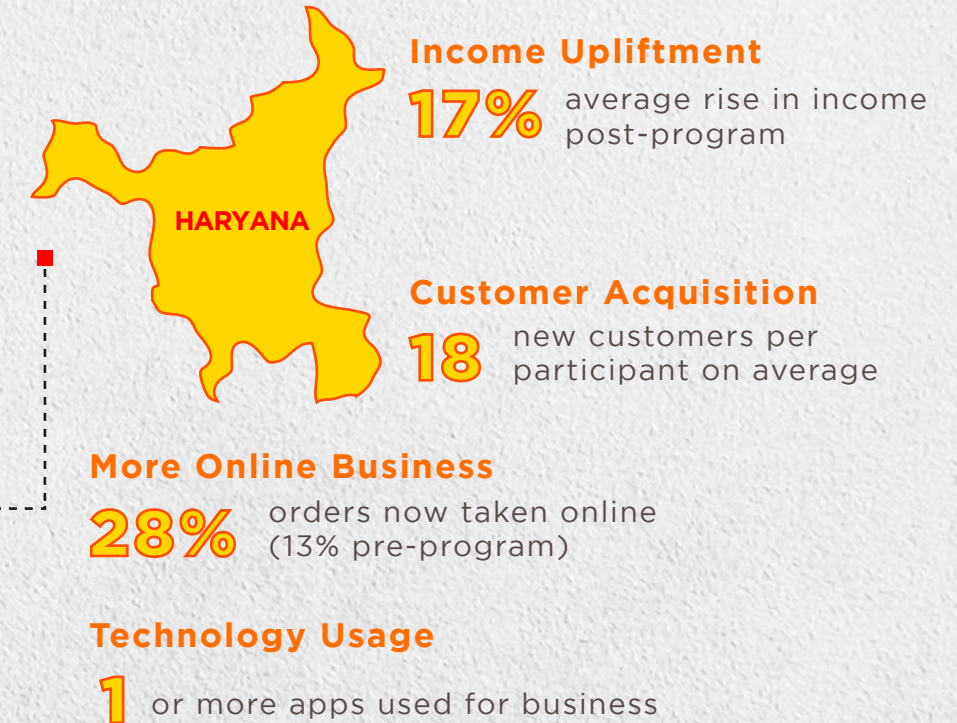 HARYANA
Income Upliftment
17% average rise in income
post-program
Customer Acquisition
18 new customers per
participant on average
More Online Business
28% orders now taken online
(13% pre-program)
Technology Usage
1 or more apps used for business